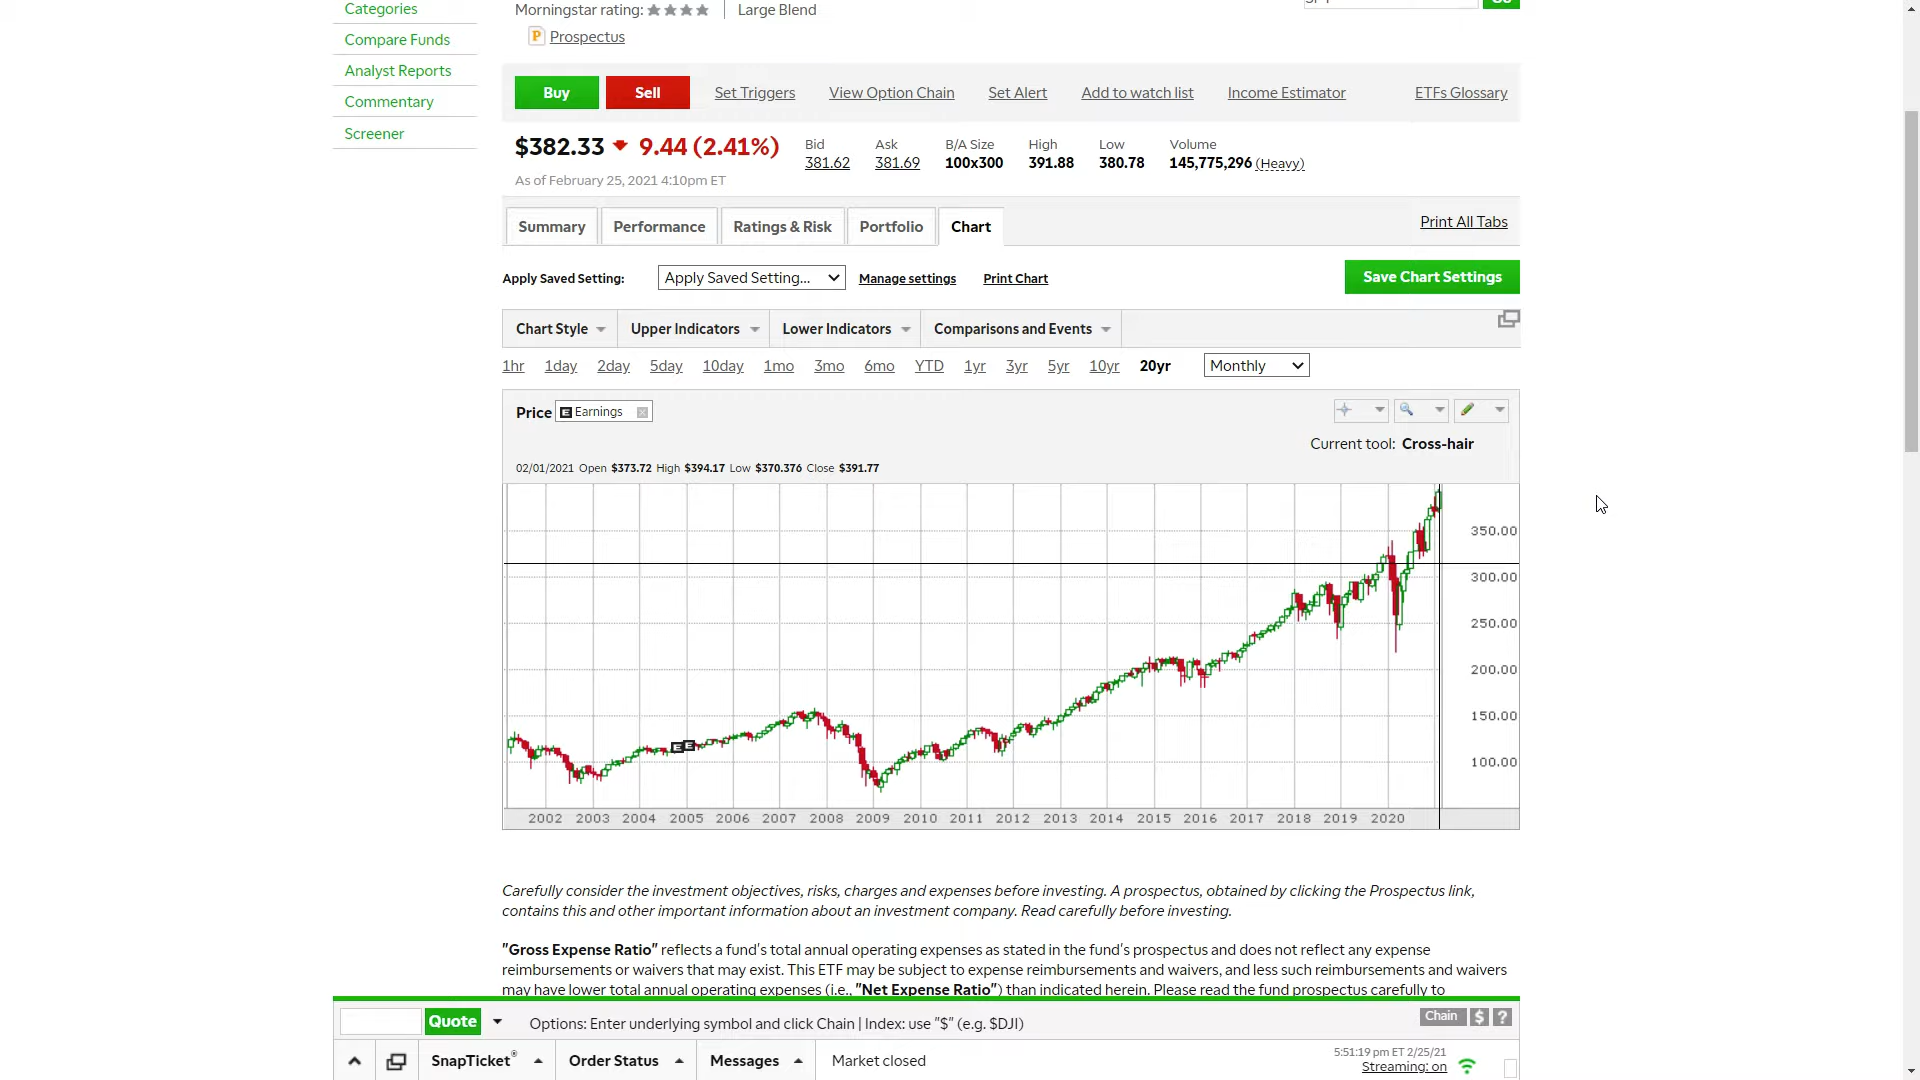 Categories
Compare Funds
Analyst Reports
Commentary
Screener
Morningstar rating:
Large Blend
P Prospectus
Buy Sell Set Triggers View Option Chain Set Alert Add to watch list Income Estimator ETFs Glossary
$382.33 9.44 (2.41%)
As of February 25, 2021 4:10pm ET
Bid Ask B/A Size High Low Volume
381.62 381.69 100x300 391.88 380.78 145,775,296 (Heavy)
Summary Performance Ratings & Risk Portfolio Chart Print All Tabs
Apply Saved Setting: Apply Saved Setting... Manage settings Print Chart Save Chart Settings
Chart Style Upper Indicators Lower Indicators Comparisons and Events
1hr 1day 2day 5day 10day 1mo 3mo 6mo YTD 1yr 3yr 5yr 10yr 20yr Monthly
Price E Earnings
Current tool: Cross-hair
02/01/2021 Open $373.72 High $394.17 Low $370.376 Close $391.77
350.00
300.00
250.00
200.00
150.00
100.00
E E
2002 2003 2004 2005 2006 2007 2008 2009 2010 2011 2012 2013 2014 2015 2016 2017 2018 2019 2020
Carefully consider the investment objectives, risks, charges and expenses before investing. A prospectus, obtained by clicking the Prospectus link,
contains this and other important information about an investment company. Read carefully before investing.
"Gross Expense Ratio" reflects a fund's total annual operating expenses as stated in the fund's prospectus and does not reflect any expense
reimbursements or waivers that may exist. This ETF may be subject to expense reimbursements and waivers, and less such reimbursements and waivers
may have lower total annual operating expenses (i.e., "Net Expense Ratio") than indicated herein. Please read the fund prospectus carefully to
Quote Options: Enter underlying symbol and click Chain | Index: use "$" (e.g. $DJI) Chain $ ?
SnapTicket® Order Status Messages Market closed
5:51:19 pm ET 2/25/21
Streaming: on